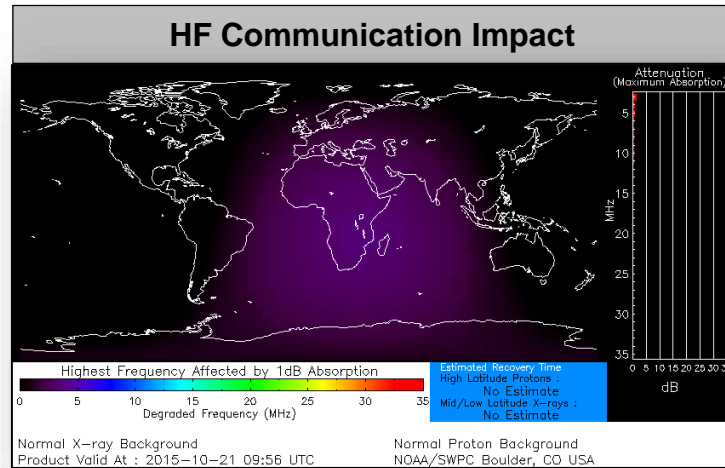 HF Communication Impact
Attenuation
(Maximum Absorption)
5
10
15
20
25
30
35
MHz
0 5 10 15 20 25 30 3
dB
Highest Frequency Affected by 1dB Absorption
0 5 10 15 20 25 30 35
Degraded Frequency (MHz)
Estimated Recovery Time
High Latitude Protons :
No Estimate
Mid/Low Latitude X-rays :
No Estimate
Normal X-ray Background
Normal Proton Background
Product Valid At : 2015-10-21 09:56 UTC
NOAA/SWPC Boulder, CO USA